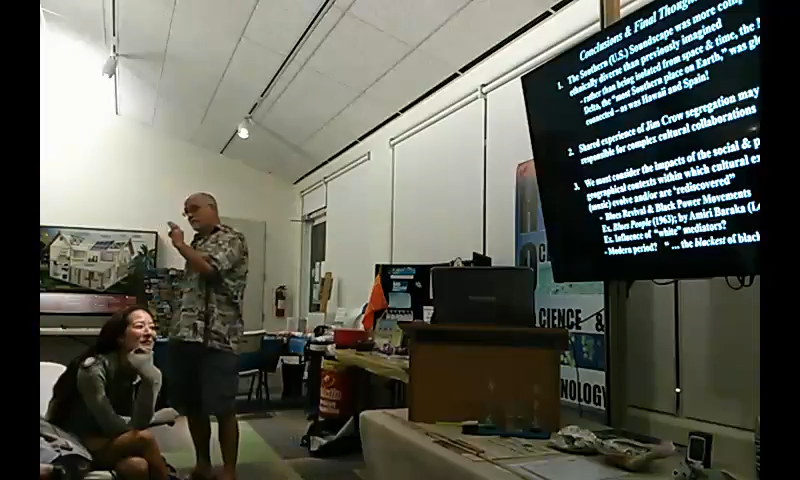 Conclusions & Final Though
1. The Southern (U.S.) Soundscape was more comp
ethnically diverse than previously imagined
- rather than being isolated from space & time, the
Delta, the "most Southern place on Earth," was glo
connected – as was Hawaii and Spain!
2. Shared experience of Jim Crow segregation may
responsible for complex cultural collaborations
3. We must consider the impacts of the social & p
geographical contexts within which cultural ex
(music) evolve and/or are 'rediscovered"
- Blues Revival & Black Power Movements
Ex. Blues People (1963); by Amiri Baraka (L
Ex. Influence of "white" mediators?
- Modern period? " ... the blackest of black
CIENCE &
NOLOGY